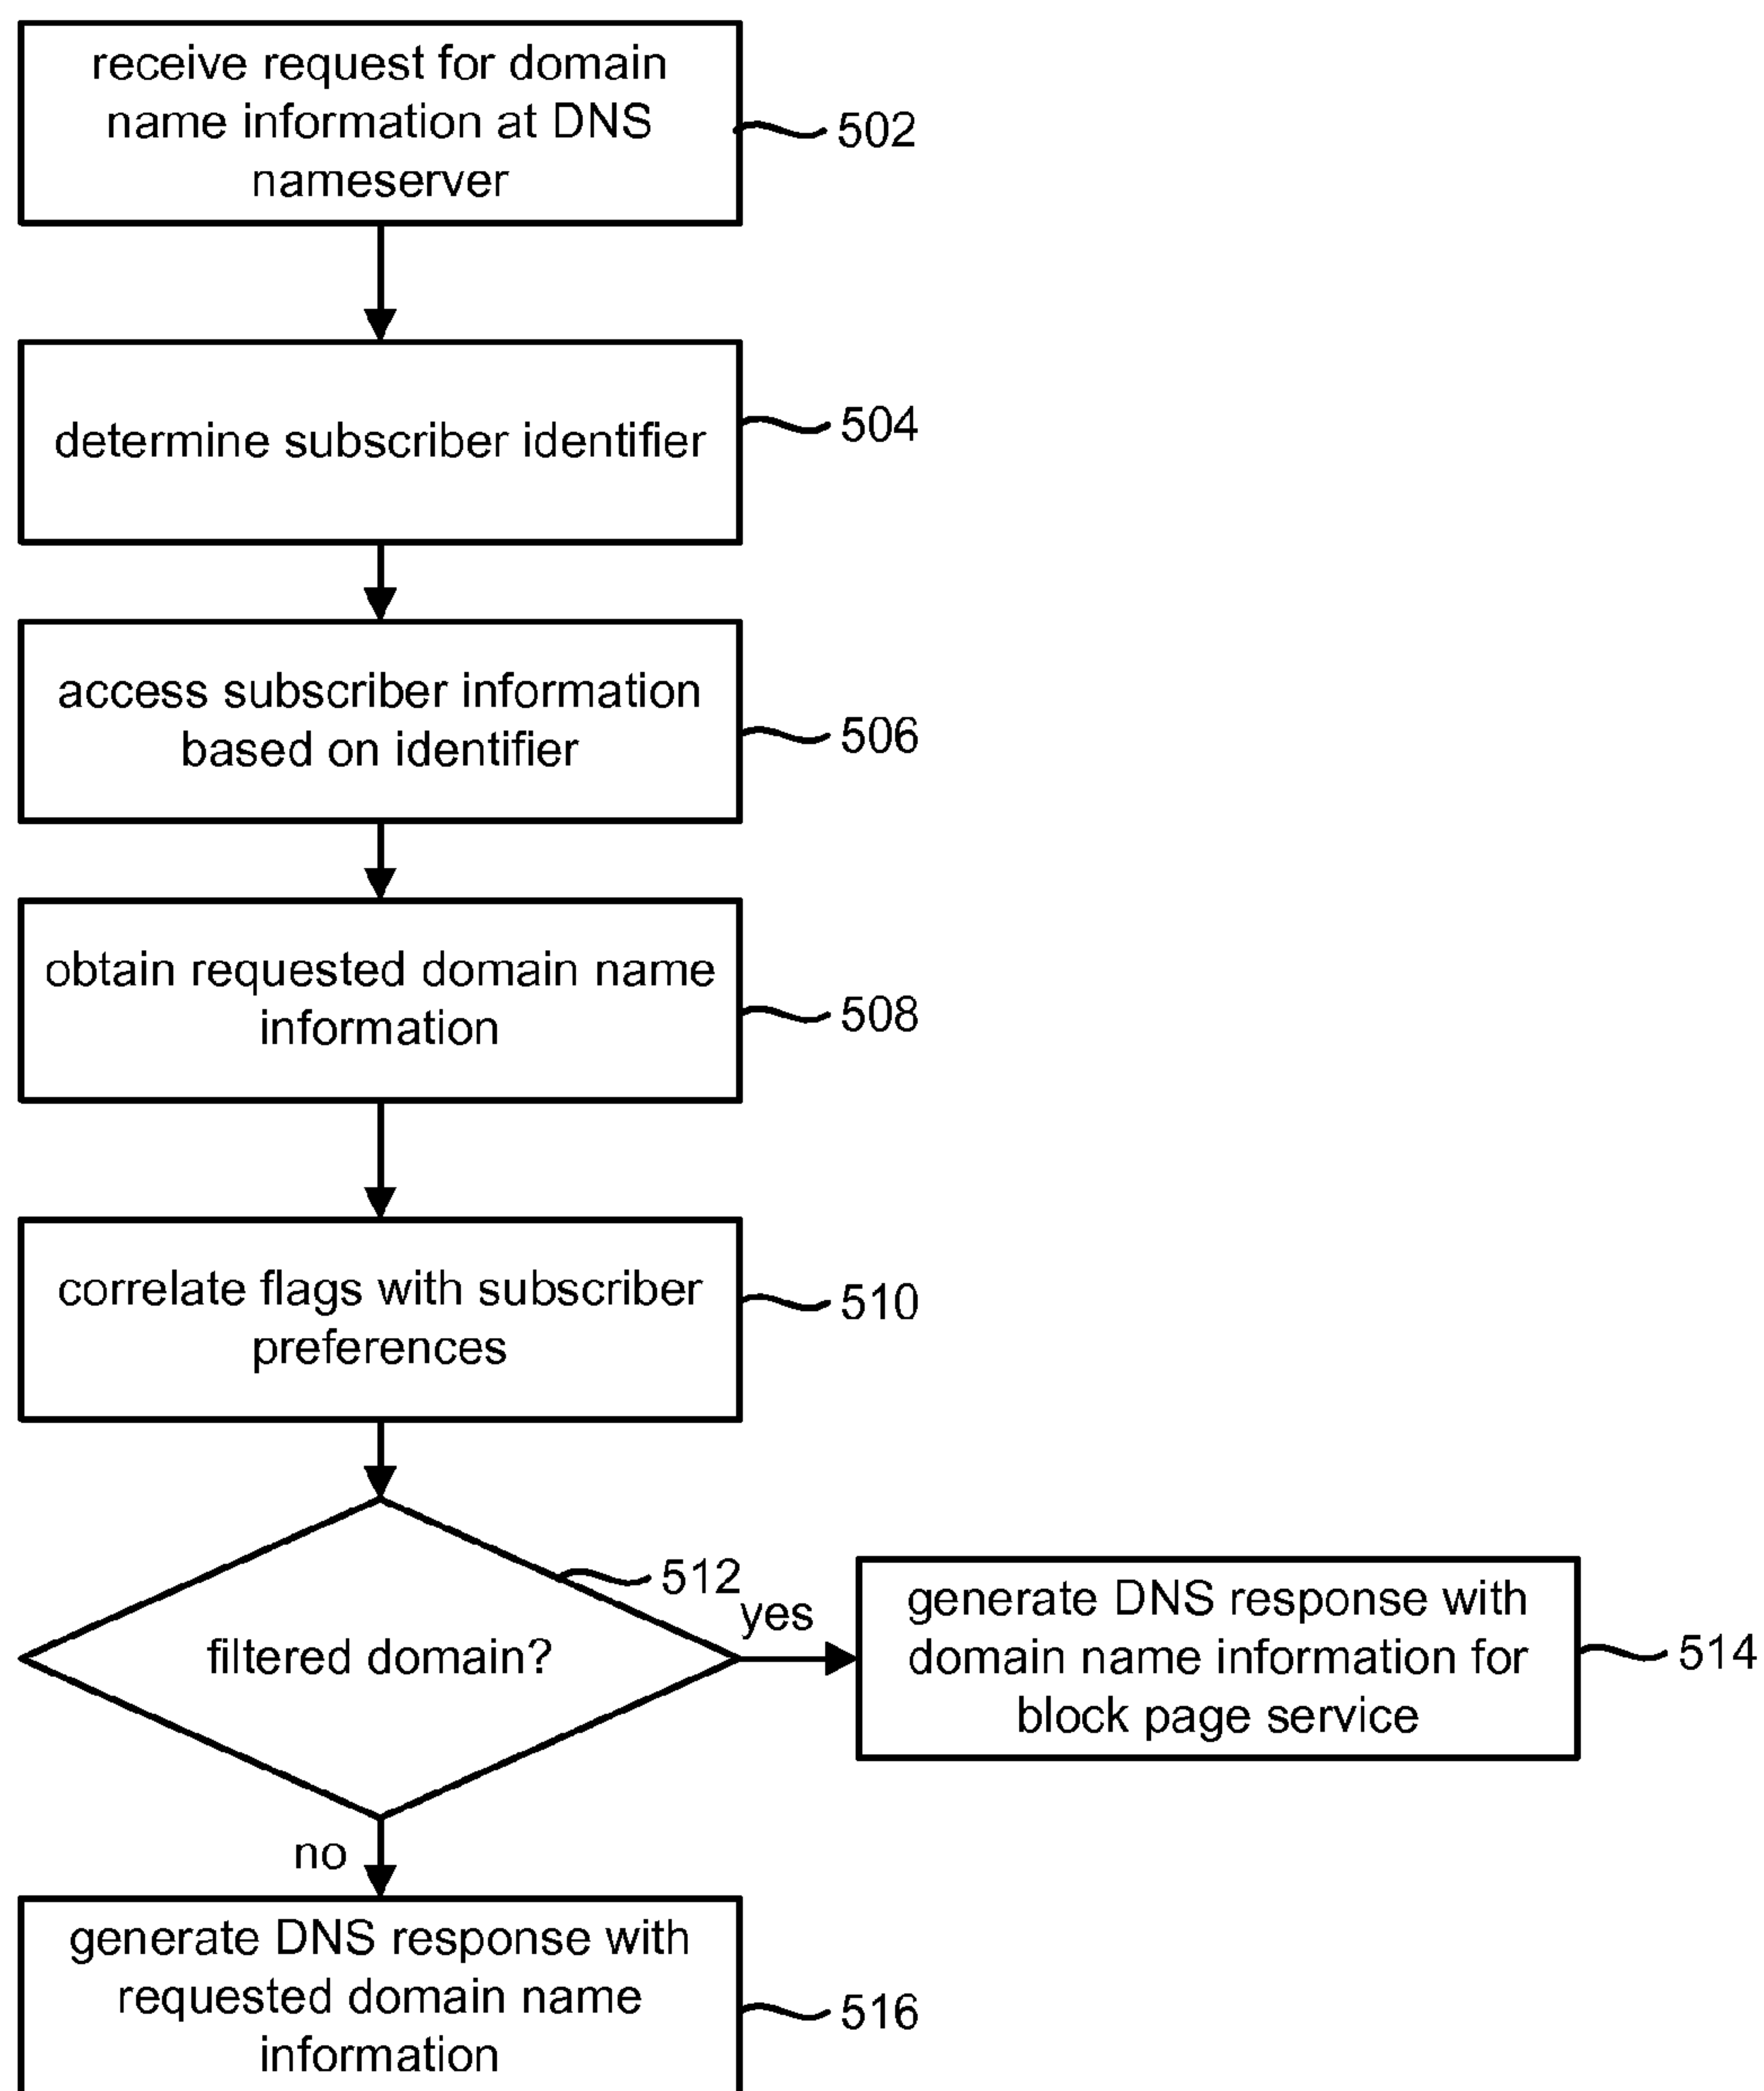 receive request for domain
name information at DNS
nameserver
502
determine subscriber identifier
504
access subscriber information
based on identifier
506
obtain requested domain name
information
508
correlate flags with subscriber
preferences
510
filtered domain?
512
yes
generate DNS response with
domain name information for
block page service
514
no
generate DNS response with
requested domain name
information
516